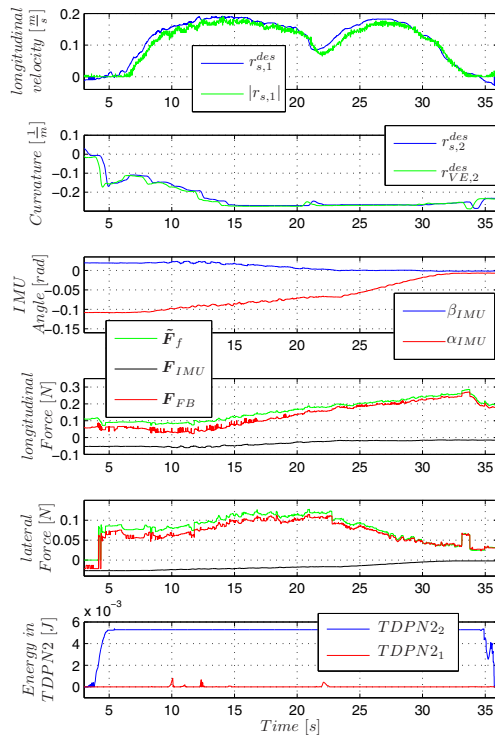 longitudinal
velocity [m/s]
0.2
0.1
0
5 10 15 20 25 30 35
r_{s,1}^{des}
|r_{s,1}|
Curvature [1/m]
0.1
0
-0.1
-0.2
5 10 15 20 25 30 35
r_{s,2}^{des}
r_{VE,2}^{des}
IMU
Angle [rad]
0
-0.05
-0.1
-0.15
5 10 15 20 25 30 35
β_{IMU}
α_{IMU}
F̃_f
F_{IMU}
F_{FB}
longitudinal
Force [N]
0.3
0.2
0.1
0
-0.1
5 10 15 20 25 30 35
lateral
Force [N]
0.1
0.05
0
5 10 15 20 25 30 35
Energy in
TDPN2 [J]
x 10^{-3}
6
4
2
0
5 10 15 20 25 30 35
TDPN2_2
TDPN2_1
Time [s]